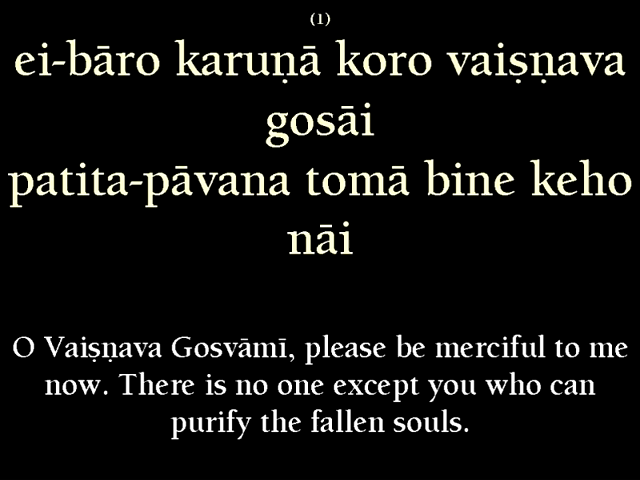 (1)
ei-bāro karuṇā koro vaiṣṇava
gosāi
patita-pāvana tomā bine keho
nāi
O Vaiṣṇava Gosvāmī, please be merciful to me
now. There is no one except you who can
purify the fallen souls.